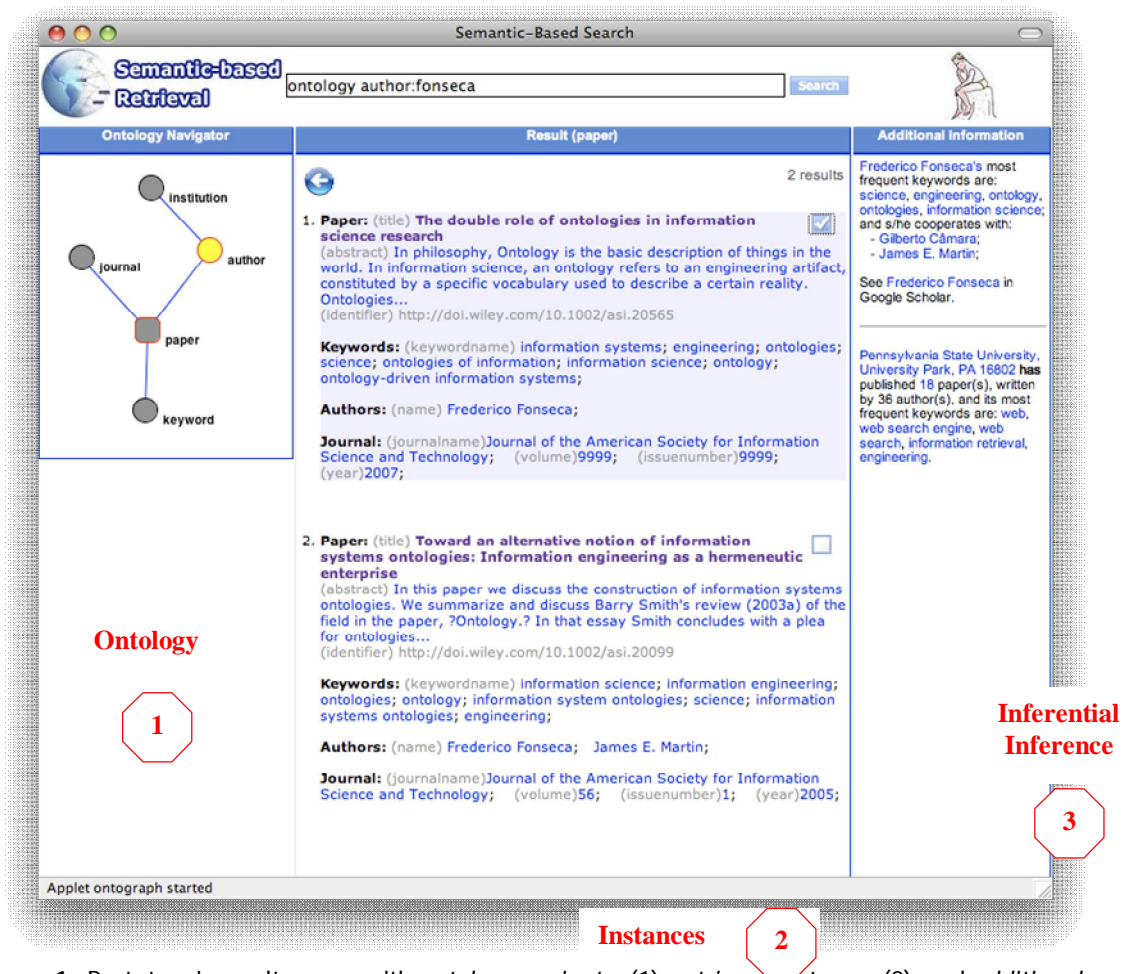 Semantic-Based Search
Semantic-based
Retrieval
ontology author:fonseca
Search
Ontology Navigator
Result (paper)
Additional Information
institution
journal
author
paper
keyword
2 results
1. Paper: (title) The double role of ontologies in information
science research
(abstract) In philosophy, Ontology is the basic description of things in the
world. In information science, an ontology refers to an engineering artifact,
constituted by a specific vocabulary used to describe a certain reality.
Ontologies...
(identifier) http://doi.wiley.com/10.1002/asi.20565
Keywords: (keywordname) information systems; engineering; ontologies;
science; ontologies of information; information science; ontology;
ontology-driven information systems;
Authors: (name) Frederico Fonseca;
Journal: (journalname)Journal of the American Society for Information
Science and Technology; (volume)9999; (issuenumber)9999;
(year)2007;
2. Paper: (title) Toward an alternative notion of information
systems ontologies: Information engineering as a hermeneutic
enterprise
(abstract) In this paper we discuss the construction of information systems
ontologies. We summarize and discuss Barry Smith's review (2003a) of the
field in the paper, ?Ontology.? In that essay Smith concludes with a plea
for ontologies...
(identifier) http://doi.wiley.com/10.1002/asi.20099
Keywords: (keywordname) information science; information engineering;
ontologies; ontology; information system ontologies; science; information
systems ontologies; engineering;
Authors: (name) Frederico Fonseca; James E. Martin;
Journal: (journalname)Journal of the American Society for Information
Science and Technology; (volume)56; (issuenumber)1; (year)2005;
Frederico Fonseca's most
frequent keywords are:
science, engineering, ontology,
ontologies, information science;
and s/he cooperates with:
- Gilberto Câmara;
- James E. Martin;
See Frederico Fonseca in
Google Scholar.
Pennsylvania State University,
University Park, PA 16802 has
published 18 paper(s), written
by 36 author(s), and its most
frequent keywords are: web,
web search engine, web
search, information retrieval,
engineering.
Ontology
1
Inferential
Inference
3
Applet ontograph started
Instances
2